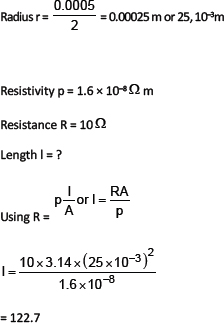 Radius r = 0.0005 / 2 = 0.00025 m or 25, 10⁻³m
Resistivity p = 1.6 × 10⁻⁸ Ω m
Resistance R = 10 Ω
Length l = ?
Using R = p l/A or l = RA/p
l = 10×3.14×(25×10⁻³)² / 1.6×10⁻⁸
= 122.7